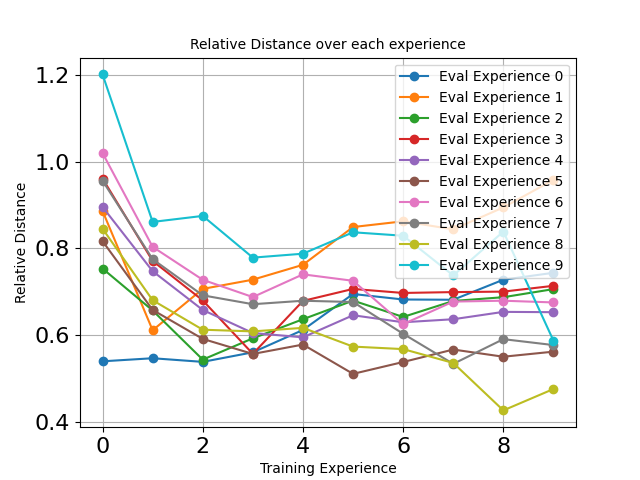 Relative Distance over each experience
Relative Distance
1.2
1.0
0.8
0.6
0.4
Eval Experience 0
Eval Experience 1
Eval Experience 2
Eval Experience 3
Eval Experience 4
Eval Experience 5
Eval Experience 6
Eval Experience 7
Eval Experience 8
Eval Experience 9
0 2 4 6 8
Training Experience